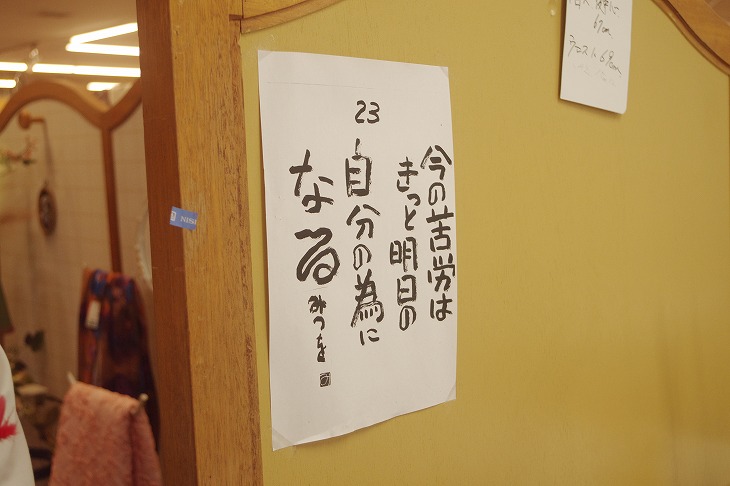 23
今の苦労は
きっと明日の
自分の為に
なる
みつを